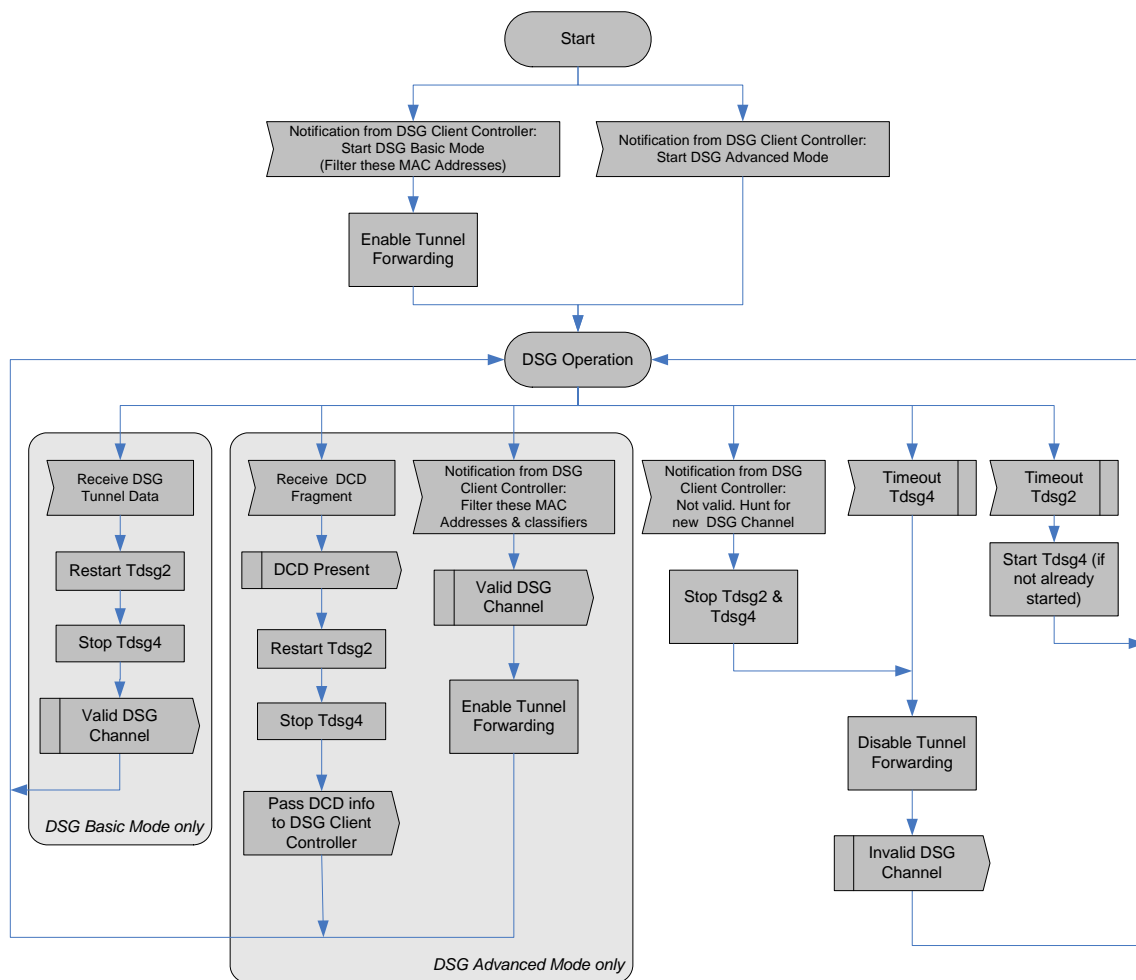 Start
Notification from DSG Client Controller:
Start DSG Basic Mode
(Filter these MAC Addresses)
Notification from DSG Client Controller:
Start DSG Advanced Mode
Enable Tunnel
Forwarding
DSG Operation
Receive DSG
Tunnel Data
Restart Tdsg2
Stop Tdsg4
Valid DSG
Channel
DSG Basic Mode only
Receive DCD
Fragment
DCD Present
Restart Tdsg2
Stop Tdsg4
Pass DCD info
to DSG Client
Controller
Notification from DSG
Client Controller:
Filter these MAC
Addresses & classifiers
Valid DSG
Channel
Enable Tunnel
Forwarding
DSG Advanced Mode only
Notification from DSG
Client Controller:
Not valid. Hunt for
new DSG Channel
Stop Tdsg2 &
Tdsg4
Timeout
Tdsg4
Disable Tunnel
Forwarding
Invalid DSG
Channel
Timeout
Tdsg2
Start Tdsg4 (if
not already
started)